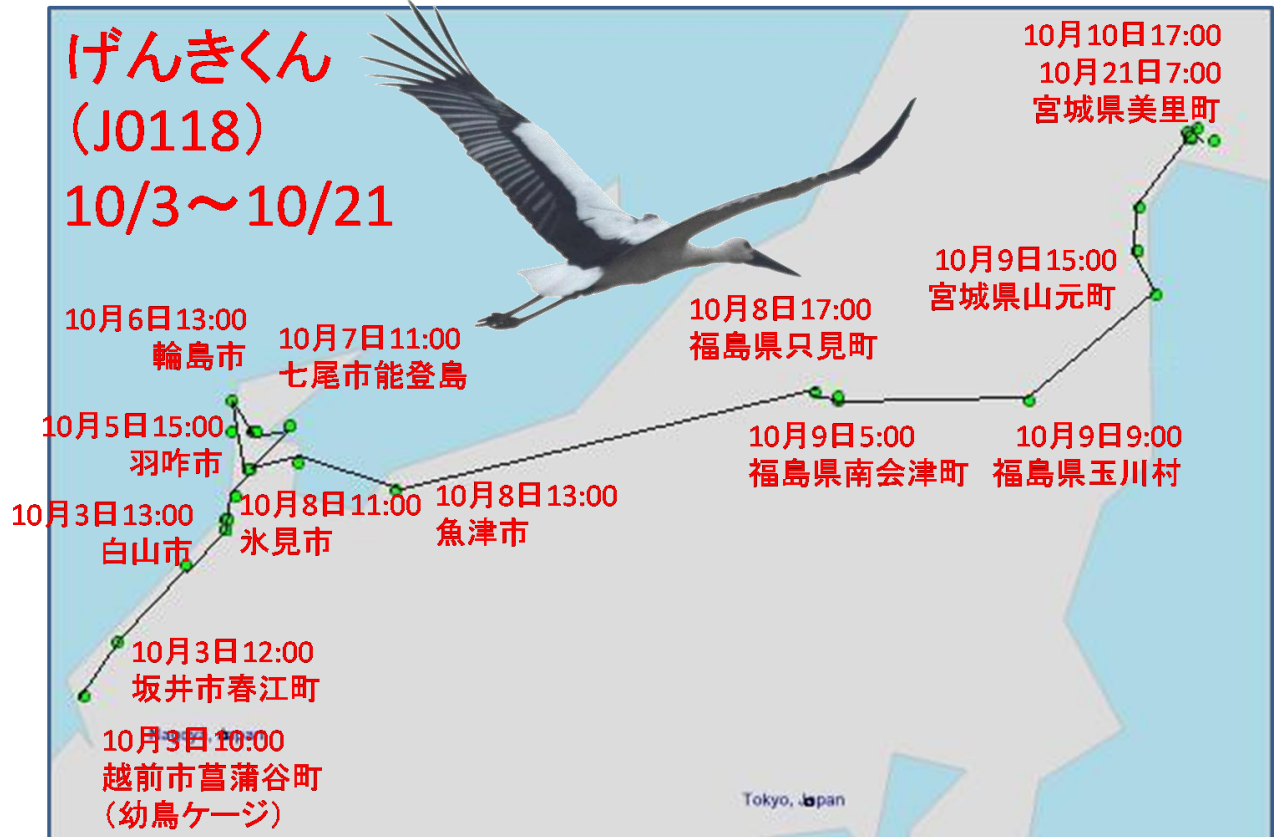 げんきくん
（J0118）
10/3～10/21
10月10日17:00
10月21日7:00
宮城県美里町
10月9日15:00
宮城県山元町
10月8日17:00
福島県只見町
10月6日13:00
輪島市
10月7日11:00
七尾市能登島
10月5日15:00
羽咋市
10月9日5:00
福島県南会津町
10月9日9:00
福島県玉川村
10月3日13:00
白山市
10月8日11:00
氷見市
10月8日13:00
魚津市
10月3日12:00
坂井市春江町
Nagoya, Japan
10月3日10:00
越前市菖蒲谷町
（幼鳥ケージ）
Tokyo, Japan